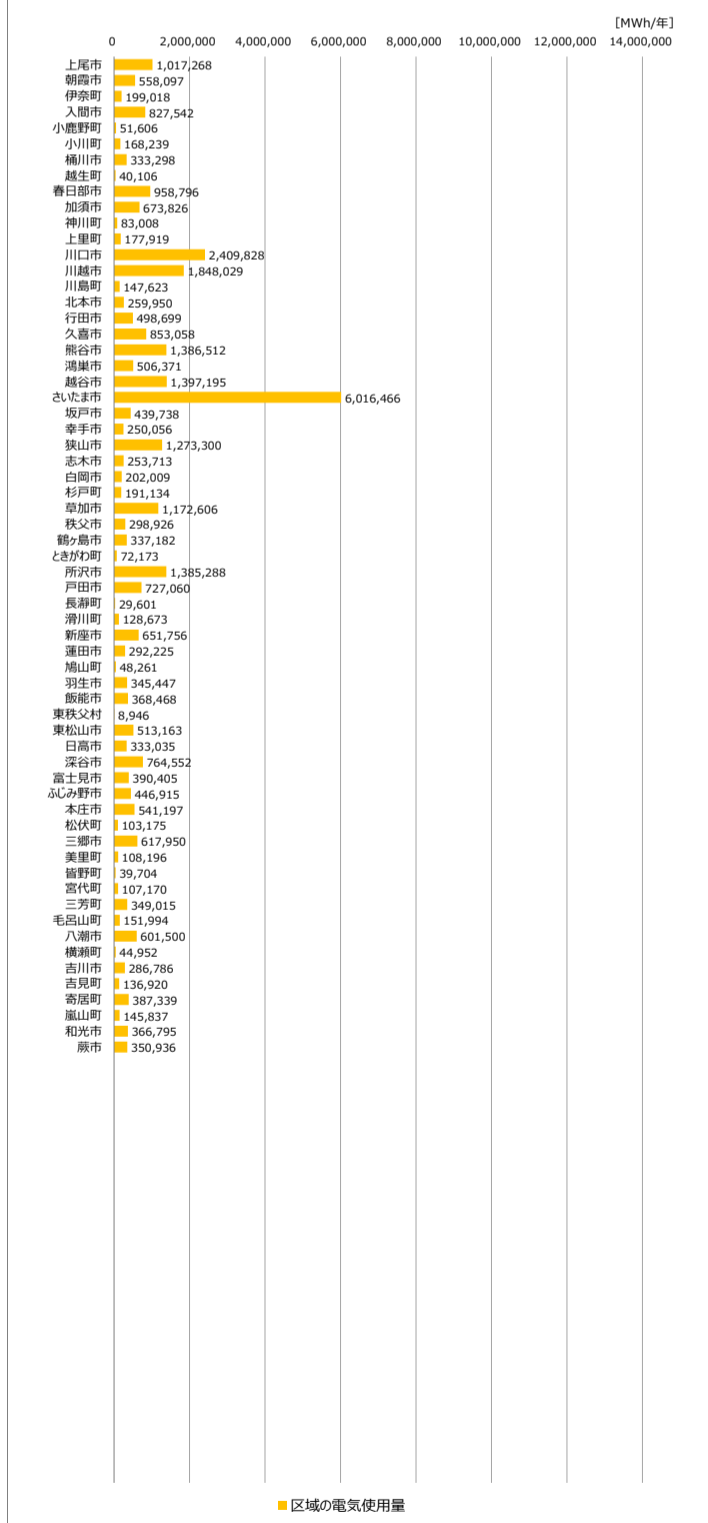 [MWh/年]
0 2,000,000 4,000,000 6,000,000 8,000,000 10,000,000 12,000,000 14,000,000
上尾市 1,017,268
朝霞市 558,097
伊奈町 199,018
入間市 827,542
小鹿野町 51,606
小川町 168,239
桶川市 333,298
越生町 40,106
春日部市 958,796
加須市 673,826
神川町 83,008
上里町 177,919
川口市 2,409,828
川越市 1,848,029
川島町 147,623
北本市 259,950
行田市 498,699
久喜市 853,058
熊谷市 1,386,512
鴻巣市 506,371
越谷市 1,397,195
さいたま市 6,016,466
坂戸市 439,738
幸手市 250,056
狭山市 1,273,300
志木市 253,713
白岡市 202,009
杉戸町 191,134
草加市 1,172,606
秩父市 298,926
鶴ヶ島市 337,182
ときがわ町 72,173
所沢市 1,385,288
戸田市 727,060
長瀞町 29,601
滑川町 128,673
新座市 651,756
蓮田市 292,225
鳩山町 48,261
羽生市 345,447
飯能市 368,468
東秩父村 8,946
東松山市 513,163
日高市 333,035
深谷市 764,552
富士見市 390,405
ふじみ野市 446,915
本庄市 541,197
松伏町 103,175
三郷市 617,950
美里町 108,196
皆野町 39,704
宮代町 107,170
三芳町 349,015
毛呂山町 151,994
八潮市 601,500
横瀬町 44,952
吉川市 286,786
吉見町 136,920
寄居町 387,339
嵐山町 145,837
和光市 366,795
蕨市 350,936
区域の電気使用量